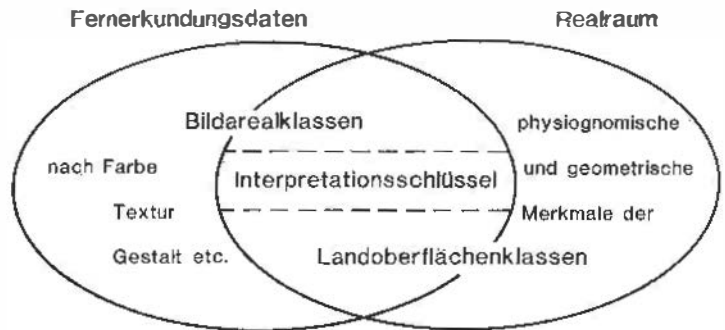 Fernerkundungsdaten
Realraum
Bildarealklassen
nach Farbe
Textur
Gestalt etc.
Interpretationsschlüssel
Landoberflächenklassen
physiognomische
und geometrische
Merkmale der